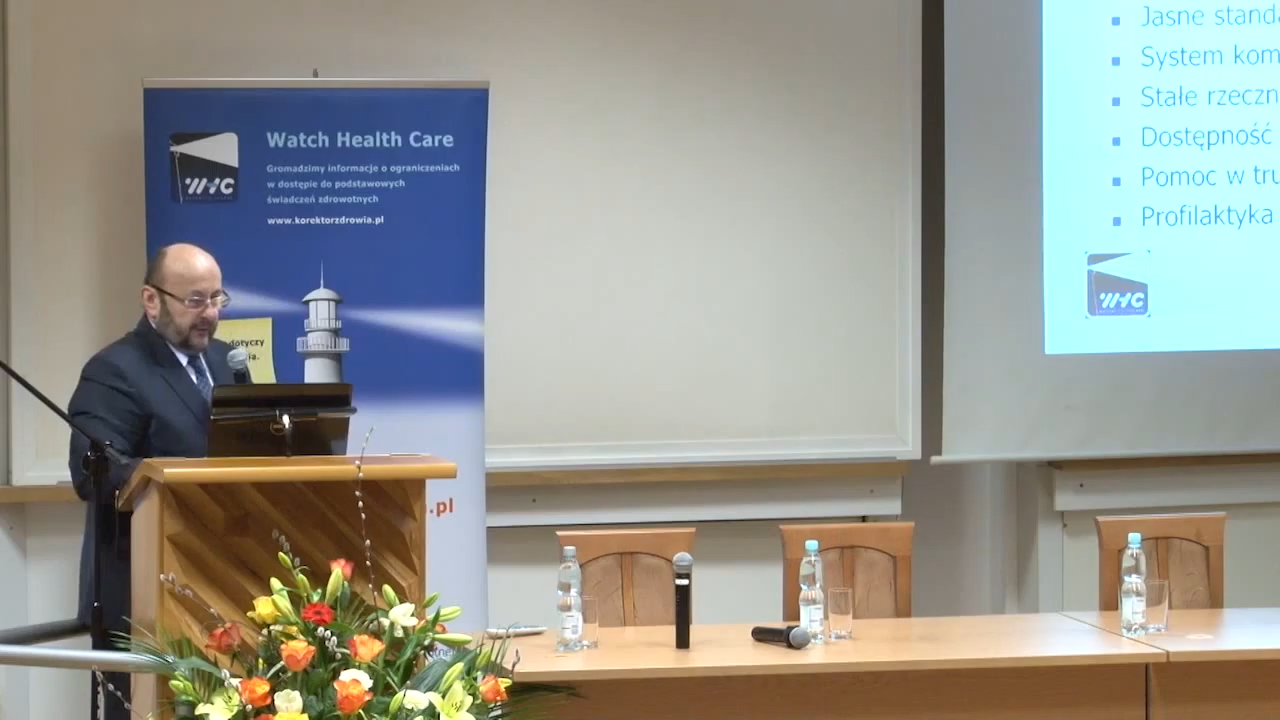 Watch Health Care
Gromadzimy informacje o ograniczeniach
w dostępie do podstawowych
świadczeń zdrowotnych
www.korektorzdrowia.pl
WHC
dotyczy
.pl
Jasne stand
System kom
Stałe rzeczn
Dostępność
Pomoc w tru
Profilaktyka
WHC